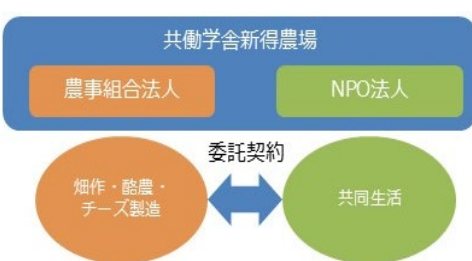 共働学舎新得農場
農事組合法人
NPO法人
委託契約
畑作・酪農・
チーズ製造
共同生活